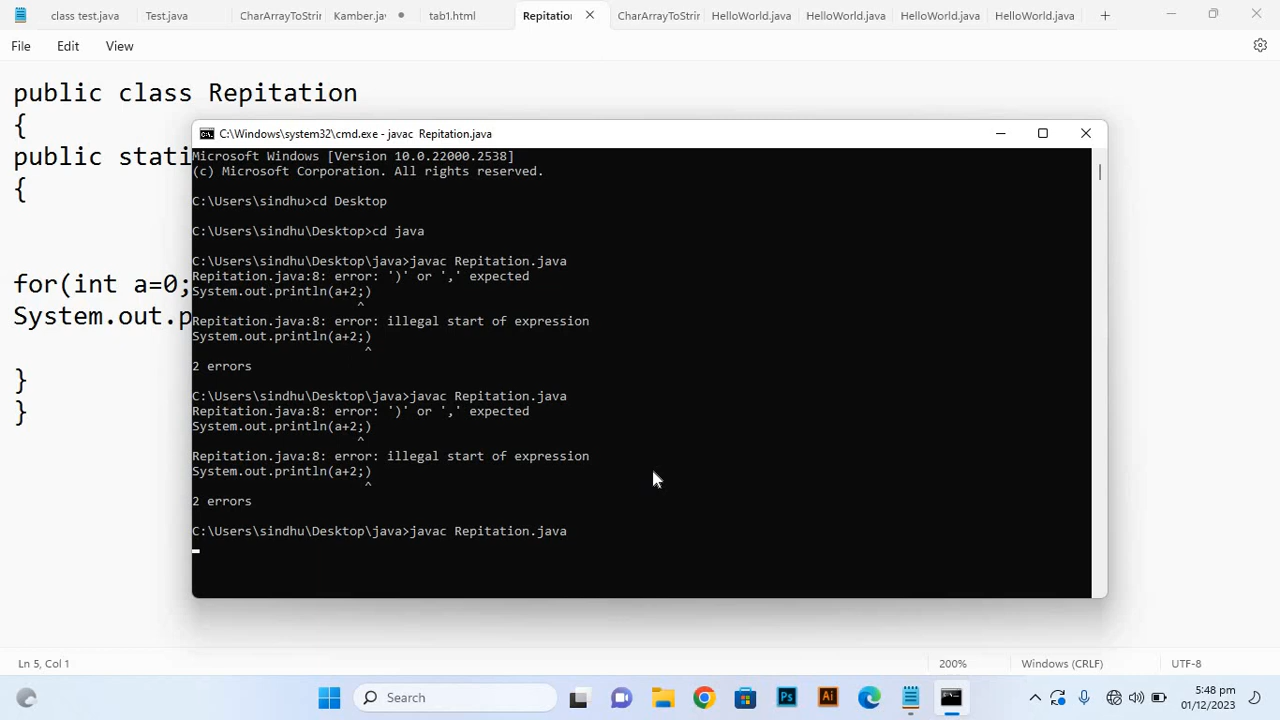 class test.java Test.java CharArrayToStrin Kamber.jav tab1.html Repitation CharArrayToStrin HelloWorld.java HelloWorld.java HelloWorld.java HelloWorld.java
File Edit View
public class Repitation
{
public stati
{
for(int a=0;
System.out.p
}
}
C:\Windows\system32\cmd.exe - javac Repitation.java
Microsoft Windows [Version 10.0.22000.2538]
(c) Microsoft Corporation. All rights reserved.
C:\Users\sindhu>cd Desktop
C:\Users\sindhu\Desktop>cd java
C:\Users\sindhu\Desktop\java>javac Repitation.java
Repitation.java:8: error: ')' or ',' expected
System.out.println(a+2;)
^
Repitation.java:8: error: illegal start of expression
System.out.println(a+2;)
^
2 errors
C:\Users\sindhu\Desktop\java>javac Repitation.java
Repitation.java:8: error: ')' or ',' expected
System.out.println(a+2;)
^
Repitation.java:8: error: illegal start of expression
System.out.println(a+2;)
^
2 errors
C:\Users\sindhu\Desktop\java>javac Repitation.java
Ln 5, Col 1 200% Windows (CRLF) UTF-8
Search Ps Ai 5:48 pm
01/12/2023